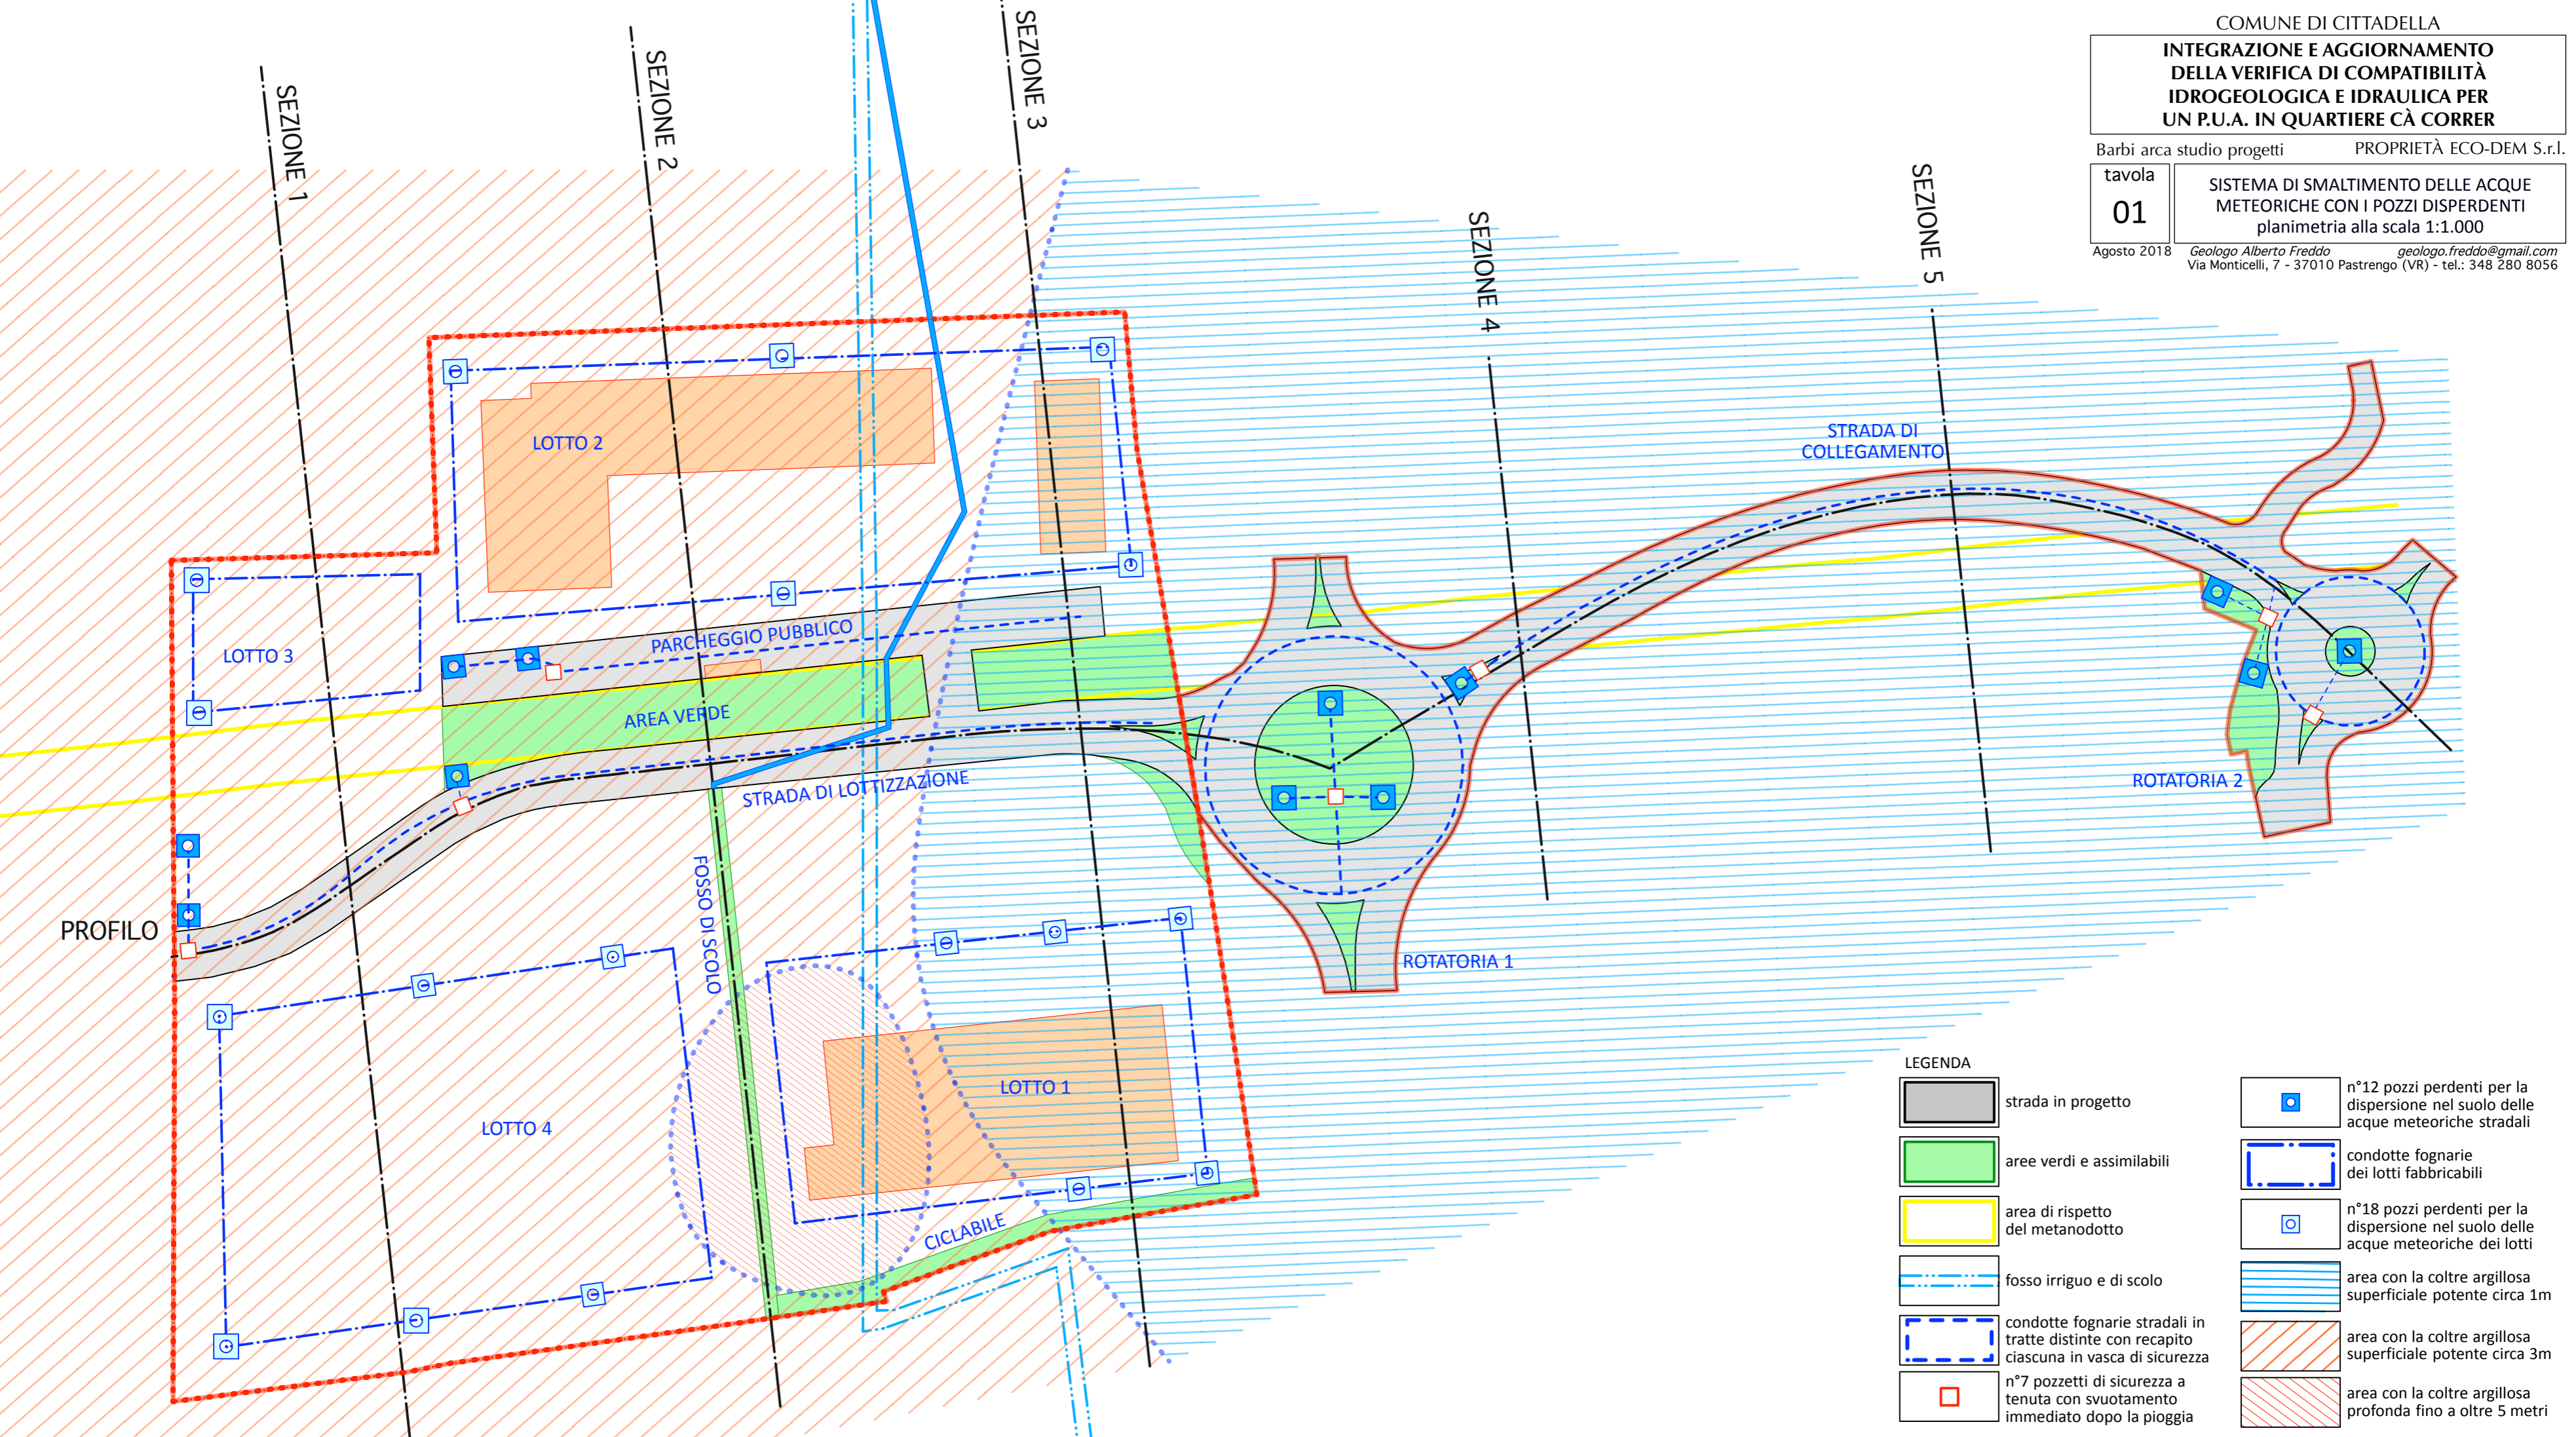 COMUNE DI CITTADELLA
INTEGRAZIONE E AGGIORNAMENTO
DELLA VERIFICA DI COMPATIBILITÀ
IDROGEOLOGICA E IDRAULICA PER
UN P.U.A. IN QUARTIERE CÀ CORRER
Barbi arca studio progetti
PROPRIETÀ ECO-DEM S.r.l.
tavola
01
SISTEMA DI SMALTIMENTO DELLE ACQUE
METEORICHE CON I POZZI DISPERDENTI
planimetria alla scala 1:1.000
Agosto 2018
Geologo Alberto Freddo
geologo.freddo@gmail.com
Via Monticelli, 7 - 37010 Pastrengo (VR) - tel.: 348 280 8056
SEZIONE 1
SEZIONE 2
SEZIONE 3
SEZIONE 4
SEZIONE 5
LOTTO 2
STRADA DI
COLLEGAMENTO
LOTTO 3
PARCHEGGIO PUBBLICO
AREA VERDE
STRADA DI LOTTIZZAZIONE
ROTATORIA 2
FOSSO DI SCOLO
PROFILO
ROTATORIA 1
LOTTO 1
LOTTO 4
CICLABILE
LEGENDA
strada in progetto
aree verdi e assimilabili
area di rispetto
del metanodotto
fosso irriguo e di scolo
condotte fognarie stradali in
tratte distinte con recapito
ciascuna in vasca di sicurezza
n°7 pozzetti di sicurezza a
tenuta con svuotamento
immediato dopo la pioggia
n°12 pozzi perdenti per la
dispersione nel suolo delle
acque meteoriche stradali
condotte fognarie
dei lotti fabbricabili
n°18 pozzi perdenti per la
dispersione nel suolo delle
acque meteoriche dei lotti
area con la coltre argillosa
superficiale potente circa 1m
area con la coltre argillosa
superficiale potente circa 3m
area con la coltre argillosa
profonda fino a oltre 5 metri